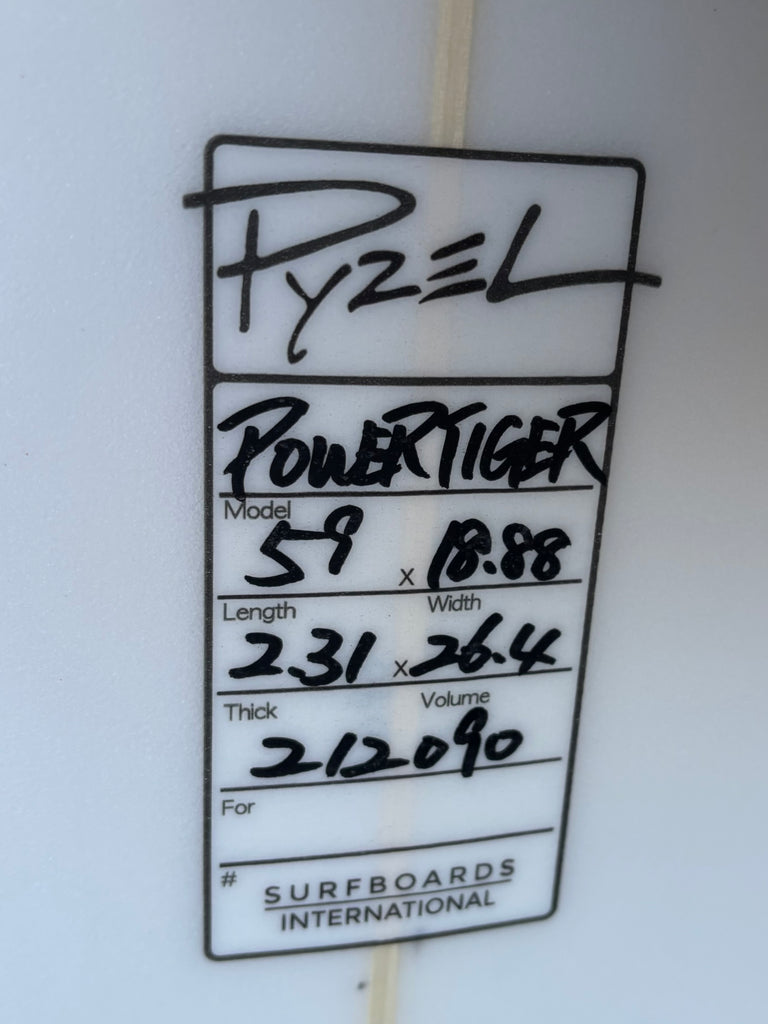 PYZEL
POWERTIGER
Model
59 x 18.88
Length Width
2.31 x 26.4
Thick Volume
212090
For
#
SURFBOARDS
INTERNATIONAL